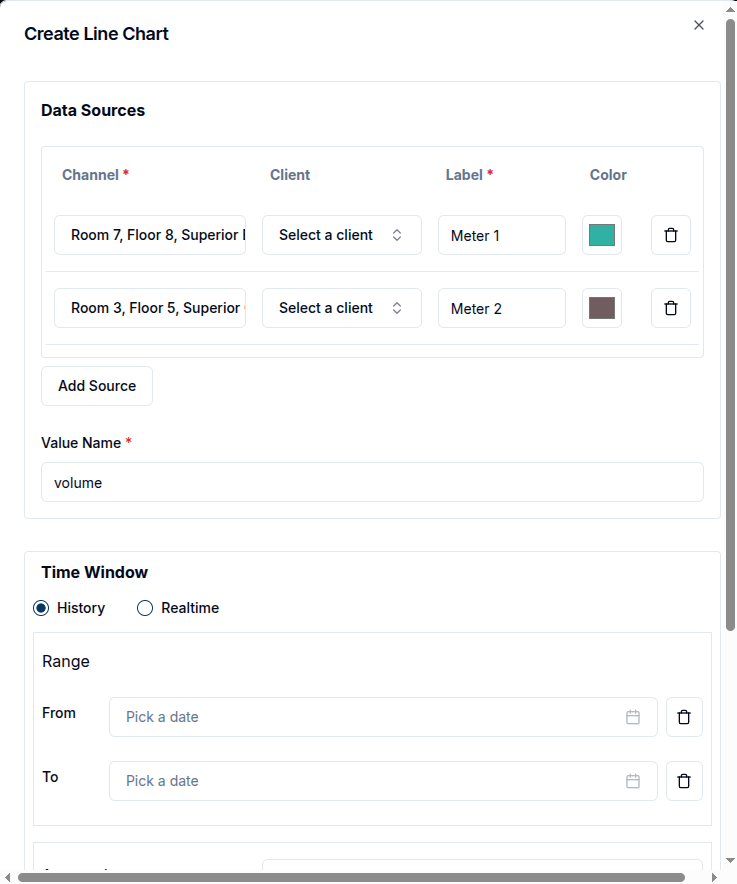 Create Line Chart
Data Sources
Channel * Client Label * Color
Room 7, Floor 8, Superior Select a client Meter 1
Room 3, Floor 5, Superior Select a client Meter 2
Add Source
Value Name *
volume
Time Window
History Realtime
Range
From Pick a date
To Pick a date